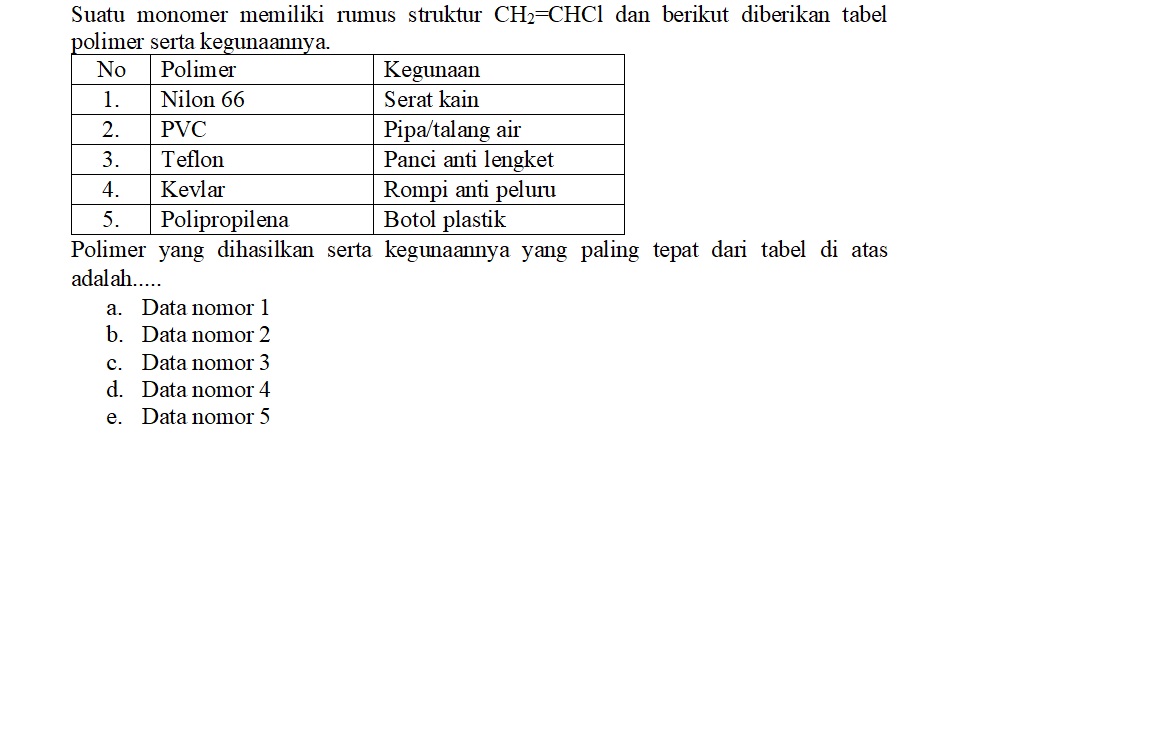 Suatu monomer memiliki rumus struktur CH₂=CHCl dan berikut diberikan tabel
polimer serta kegunaannya.
No Polimer Kegunaan
1. Nilon 66 Serat kain
2. PVC Pipa/talang air
3. Teflon Panci anti lengket
4. Kevlar Rompi anti peluru
5. Polipropilena Botol plastik
Polimer yang dihasilkan serta kegunaannya yang paling tepat dari tabel di atas
adalah.....
a. Data nomor 1
b. Data nomor 2
c. Data nomor 3
d. Data nomor 4
e. Data nomor 5